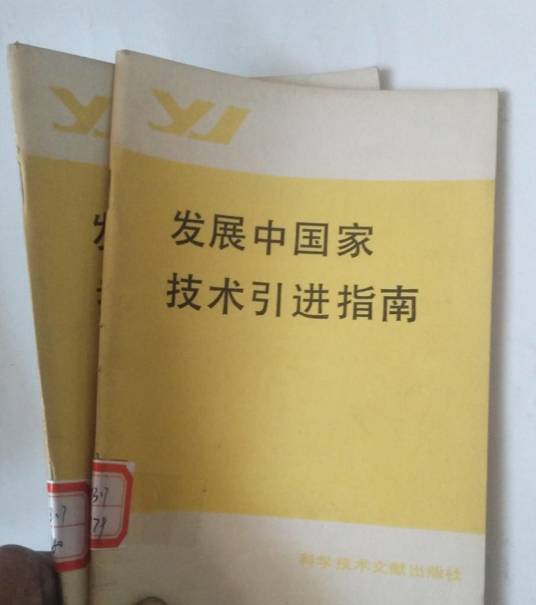 发展中国家
技术引进指南
科学技术文献出版社
发